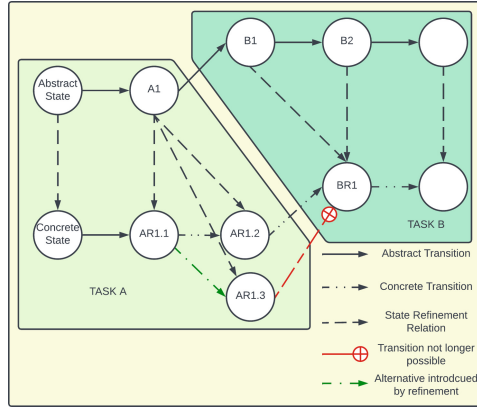 B1
B2
Abstract
State
A1
BR1
Concrete
State
AR1.1
AR1.2
TASK B
AR1.3
TASK A
Abstract Transition
Concrete Transition
State Refinement
Relation
Transition not longer
possible
Alternative introdcued
by refinement